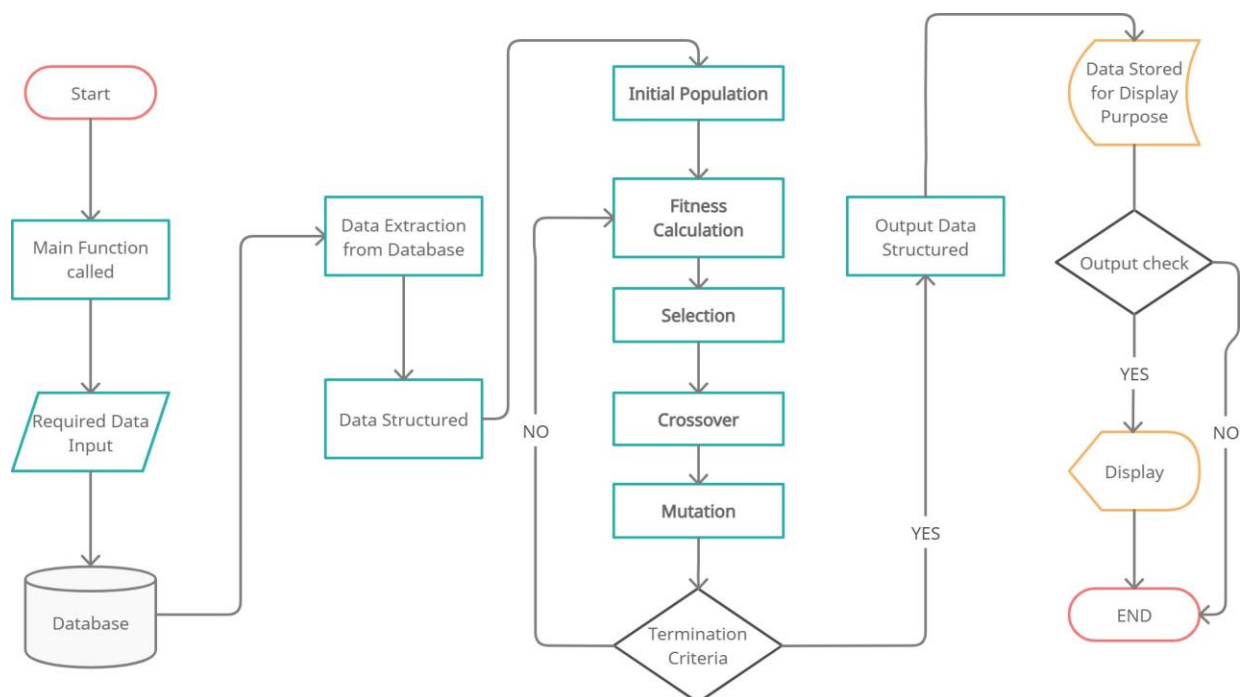 Start
Main Function
called
Required Data
Input
Database
Data Extraction
from Database
Data Structured
Initial Population
Fitness
Calculation
Selection
Crossover
Mutation
Termination
Criteria
NO
YES
Output Data
Structured
Data Stored
for Display
Purpose
Output check
YES
NO
Display
END